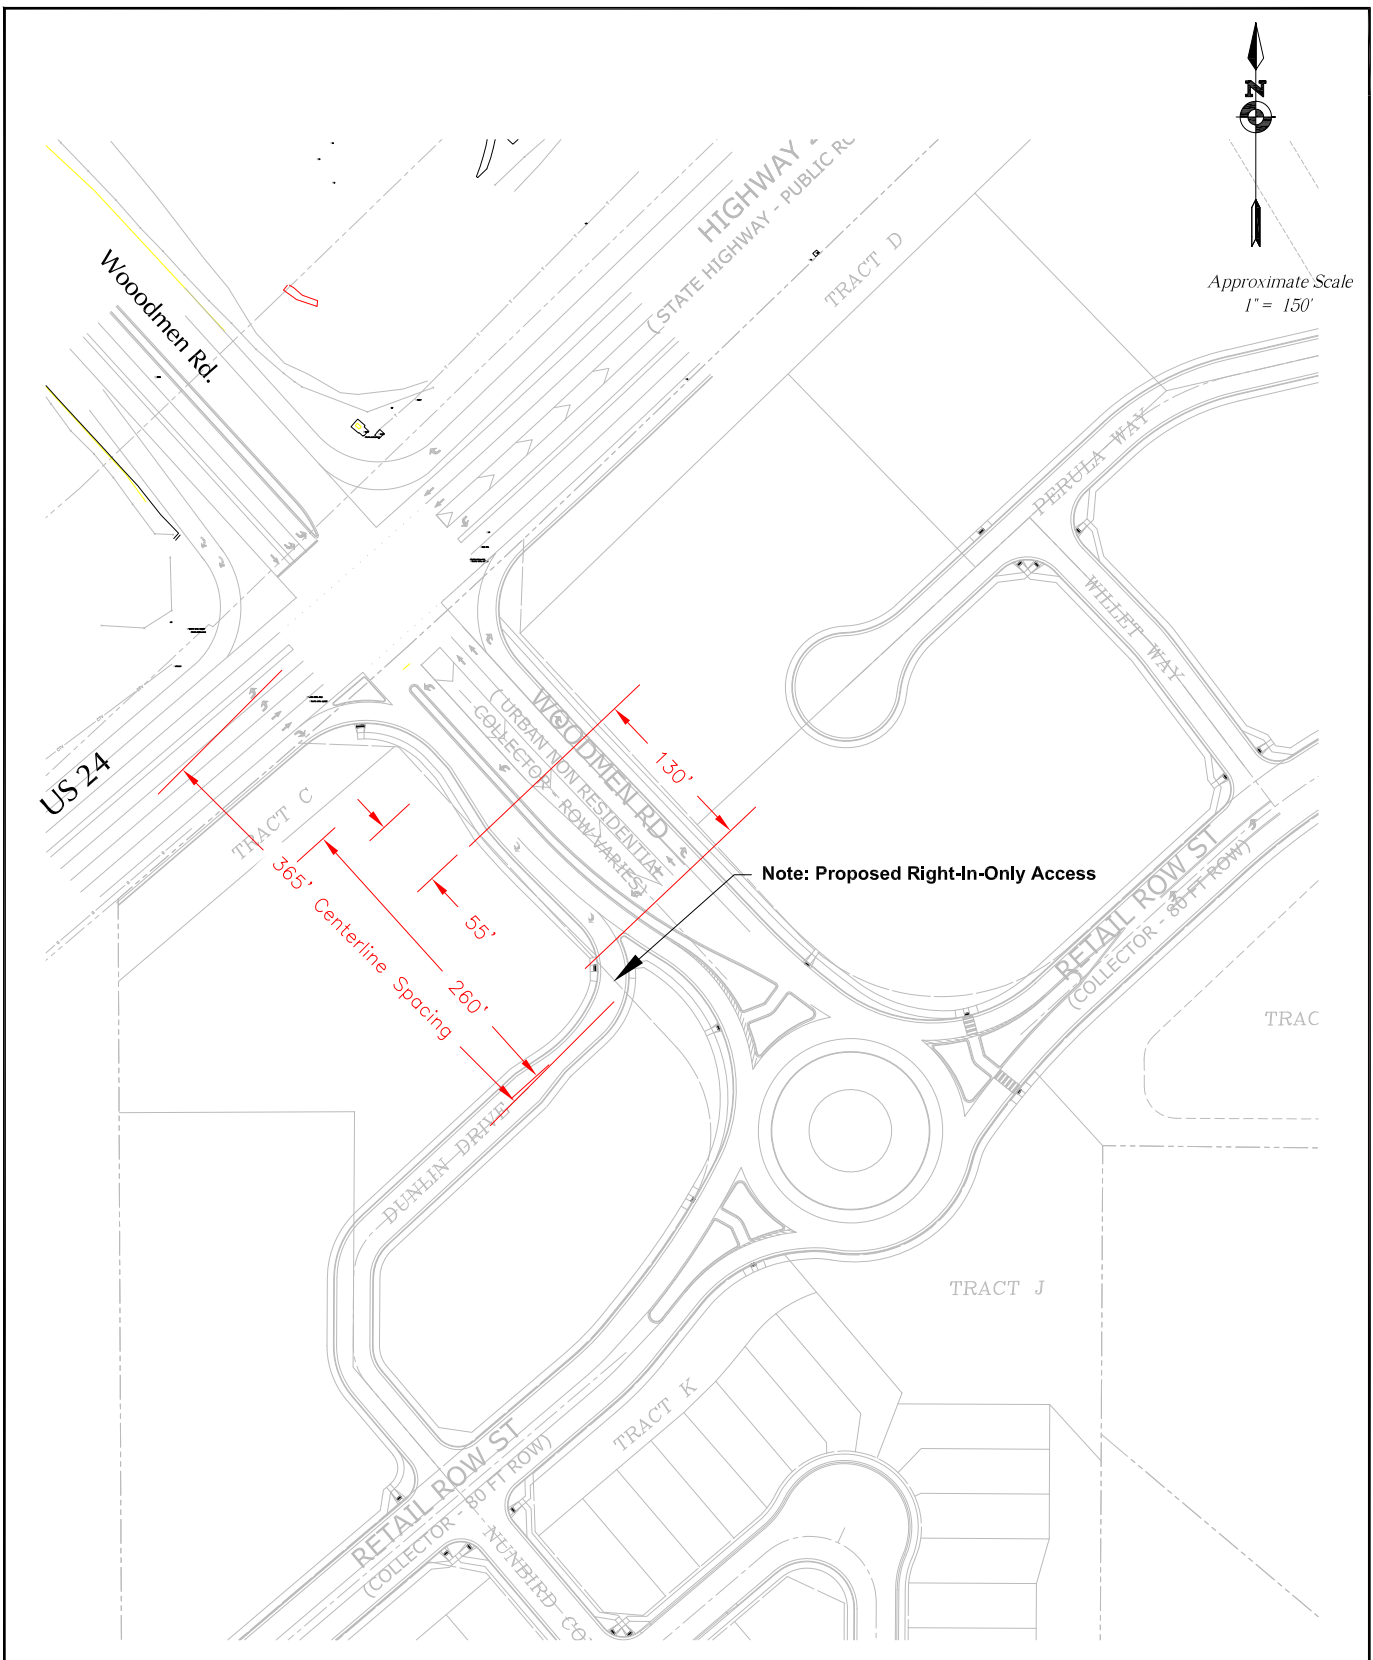 N
Approximate Scale
1" = 150'
HIGHWAY
( STATE HIGHWAY - PUBLIC RO
TRACT D
Wooodmen Rd.
PERULA WAY
WILLET WAY
US 24
TRACT C
WOODMEN RD
( URBAN NON RESIDENTIAL
COLLECTOR - ROW VARIES)
130'
365' Centerline Spacing
55'
260'
Note: Proposed Right-In-Only Access
RETAIL ROW ST
(COLLECTOR - 80 FT ROW)
TRAC
DUNLIN DRIVE
TRACT J
TRACT K
RETAIL ROW ST
(COLLECTOR - 80 FT ROW)
NUNBIRD CO